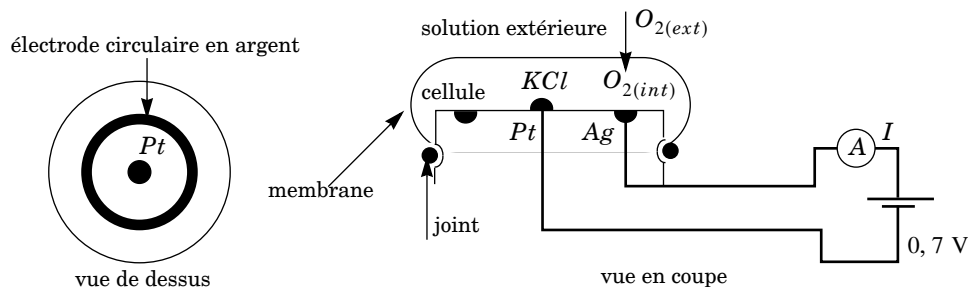 électrode circulaire en argent
Pt
vue de dessus
solution extérieure
O2(ext)
cellule
KCl
O2(int)
Pt
Ag
membrane
joint
A
I
0, 7 V
vue en coupe